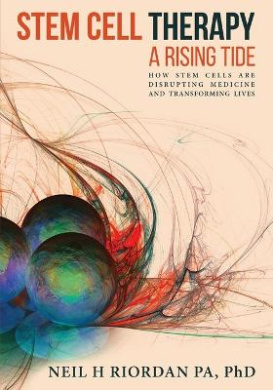 STEM CELL THERAPY
A RISING TIDE
HOW STEM CELLS ARE
DISRUPTING MEDICINE
AND TRANSFORMING LIVES
NEIL H RIORDAN PA, PhD